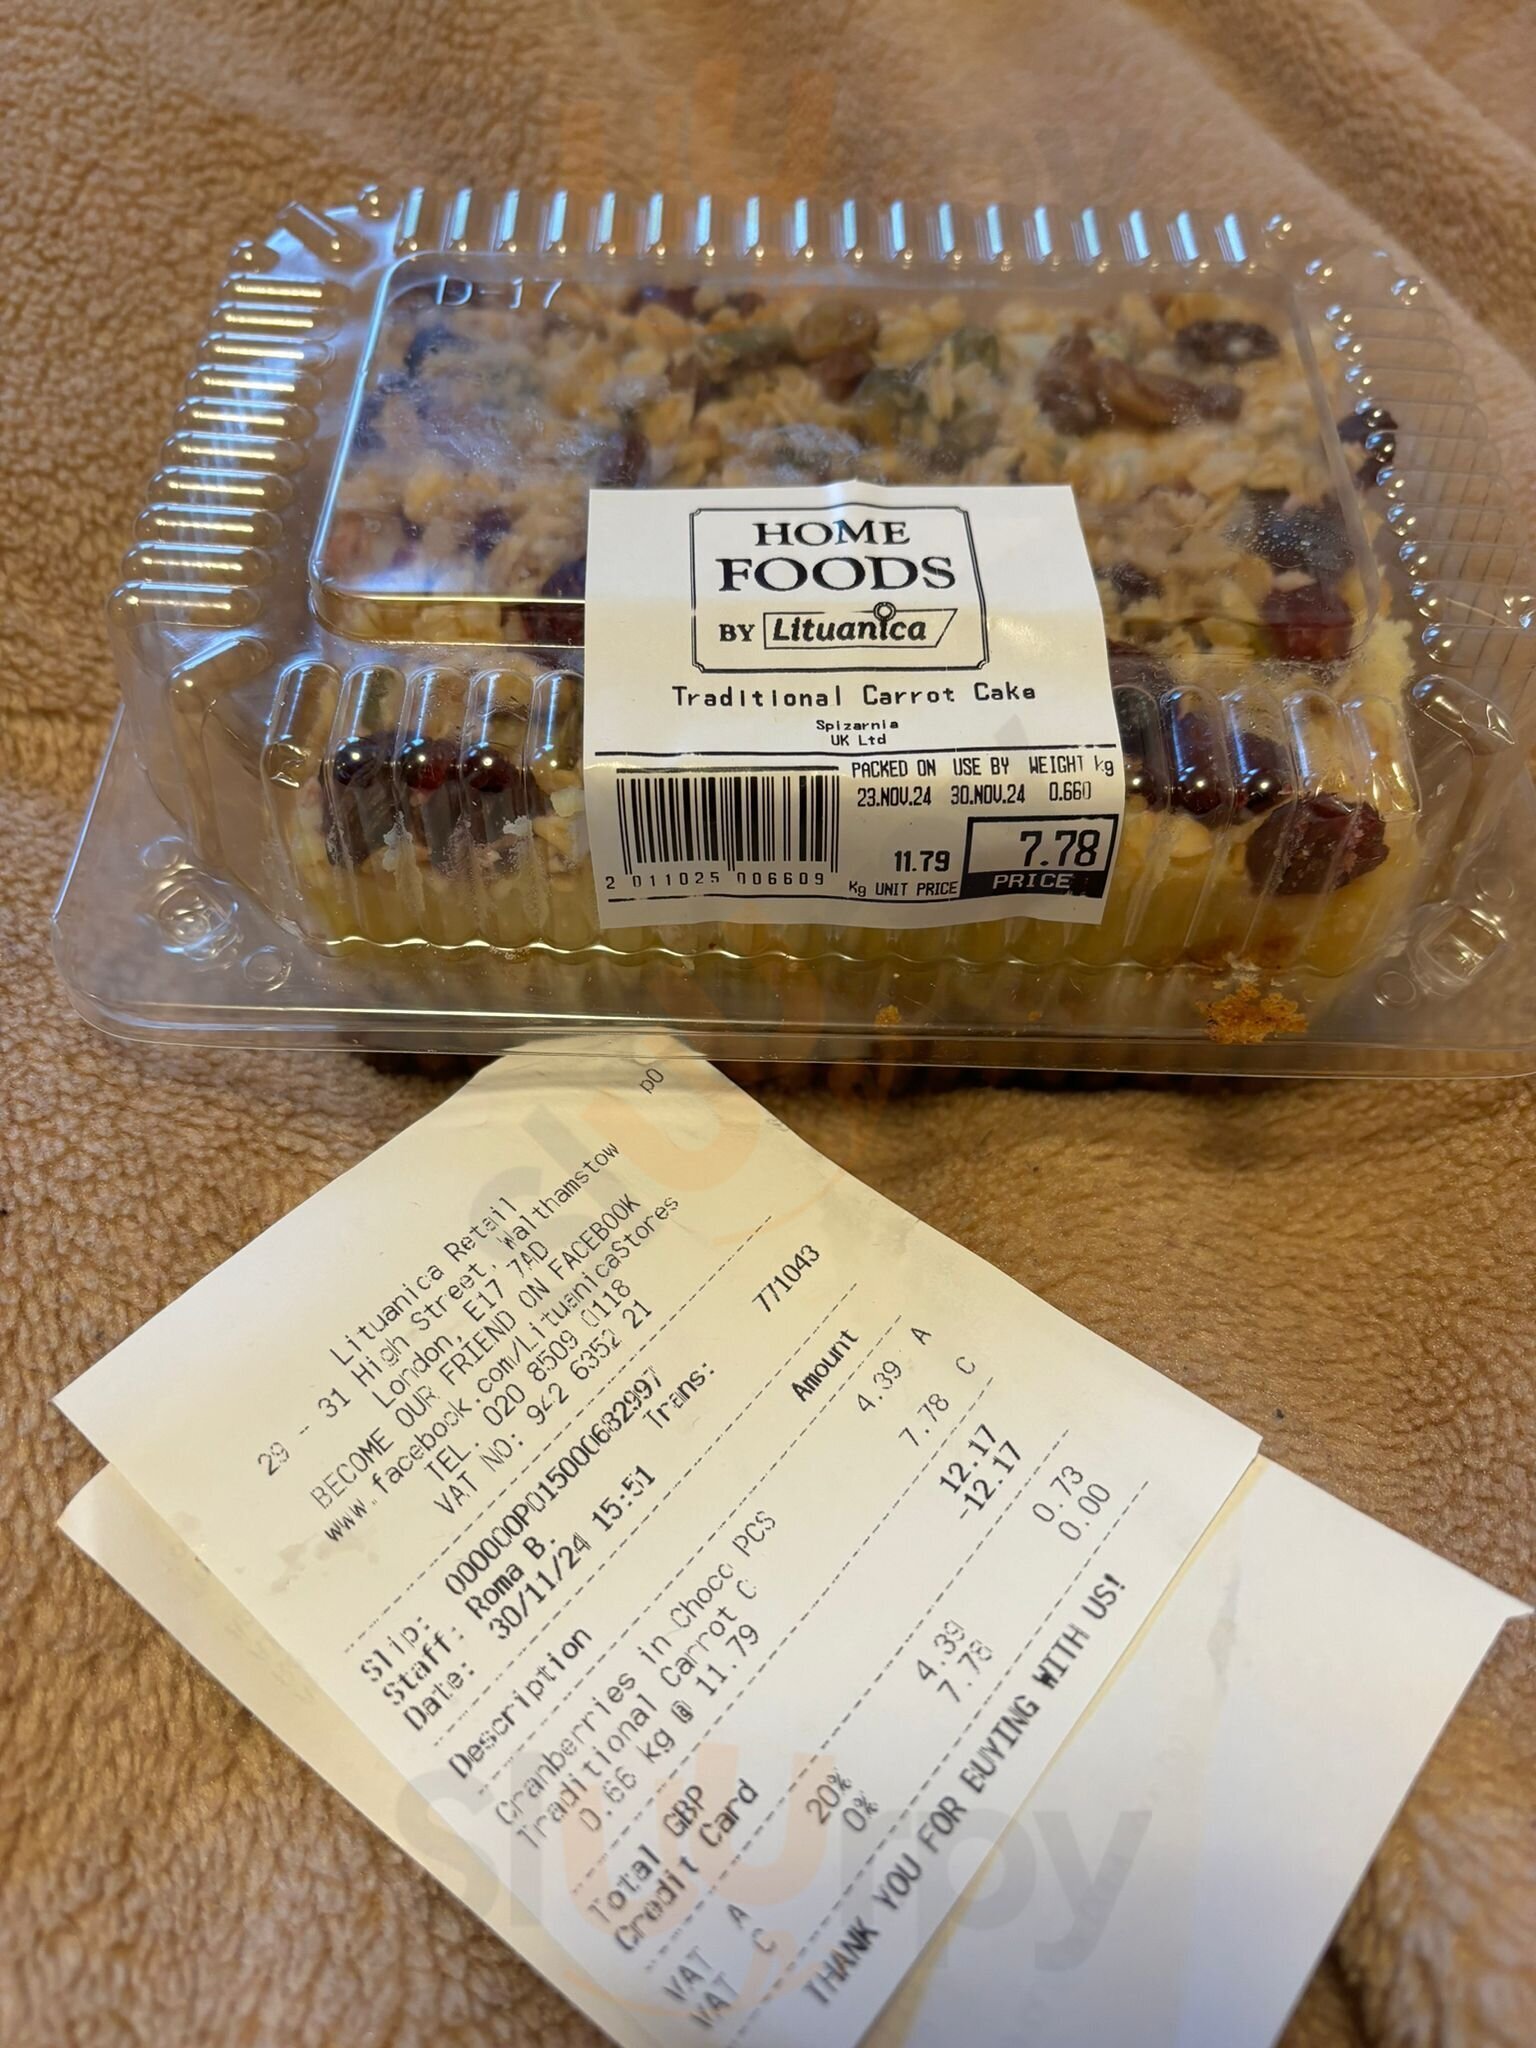 D-17
HOME
FOODS
BY Lituanica
Traditional Carrot Cake
Spizarnia
UK Ltd
PACKED ON USE BY WEIGHT kg
23.NOV.24 30.NOV.24 0.660
11.79 7.78
kg UNIT PRICE PRICE
2 011025 006609
Lituanica Retail
29 - 31 High Street, Walthamstow
London, E17 7AD
BECOME OUR FRIEND ON FACEBOOK
www.facebook.com/LituanicaStores
TEL. 020 8509 0118
VAT NO: 942 6352 21
Slip: 000000P015000632997
Staff: Roma B. Trans: 771043
Date: 30/11/24 15:51
Description Amount
Cranberries in Choco PCS 4.39 A
Traditional Carrot C 7.78 C
0.66 kg @ 11.79
Total GBP 12.17
Credit Card -12.17
VAT A 20% 4.39 0.73
VAT C 0% 7.78 0.00
THANK YOU FOR BUYING WITH US!
slurpy